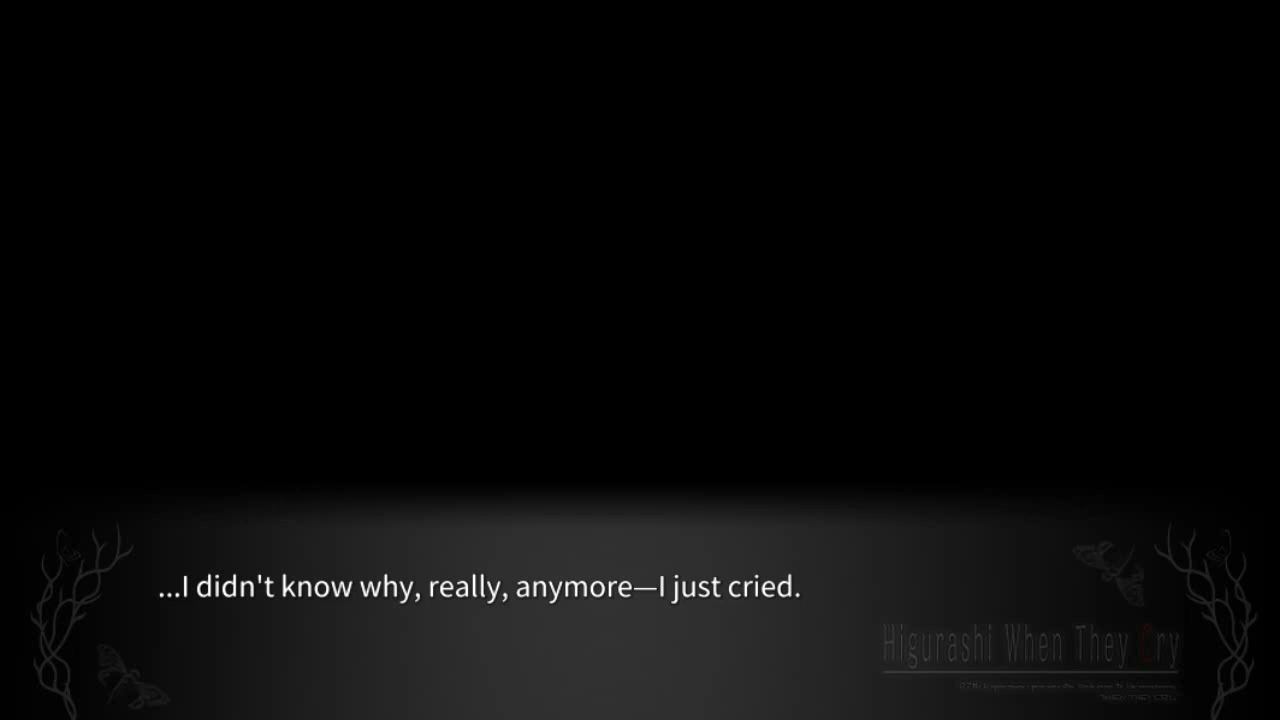 ...I didn't know why, really, anymore—I just cried.
Higurashi When They Cry